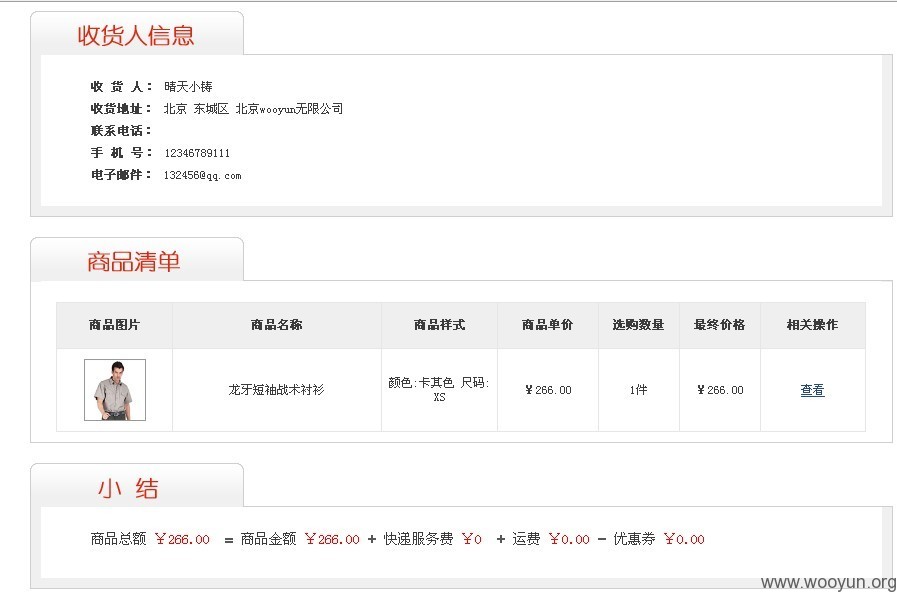 收货人信息
收 货 人： 晴天小铸
收货地址： 北京 东城区 北京wooyun无限公司
联系电话：
手 机 号： 12346789111
电子邮件： 132456@qq.com
商品清单
商品图片 商品名称 商品样式 商品单价 选购数量 最终价格 相关操作
龙牙短袖战术衬衫 颜色:卡其色 尺码: ￥266.00 1件 ￥266.00 查看
XS
小 结
商品总额 ￥266.00 = 商品金额 ￥266.00 + 快递服务费 ￥0 + 运费 ￥0.00 - 优惠券 ￥0.00
www.wooyun.org